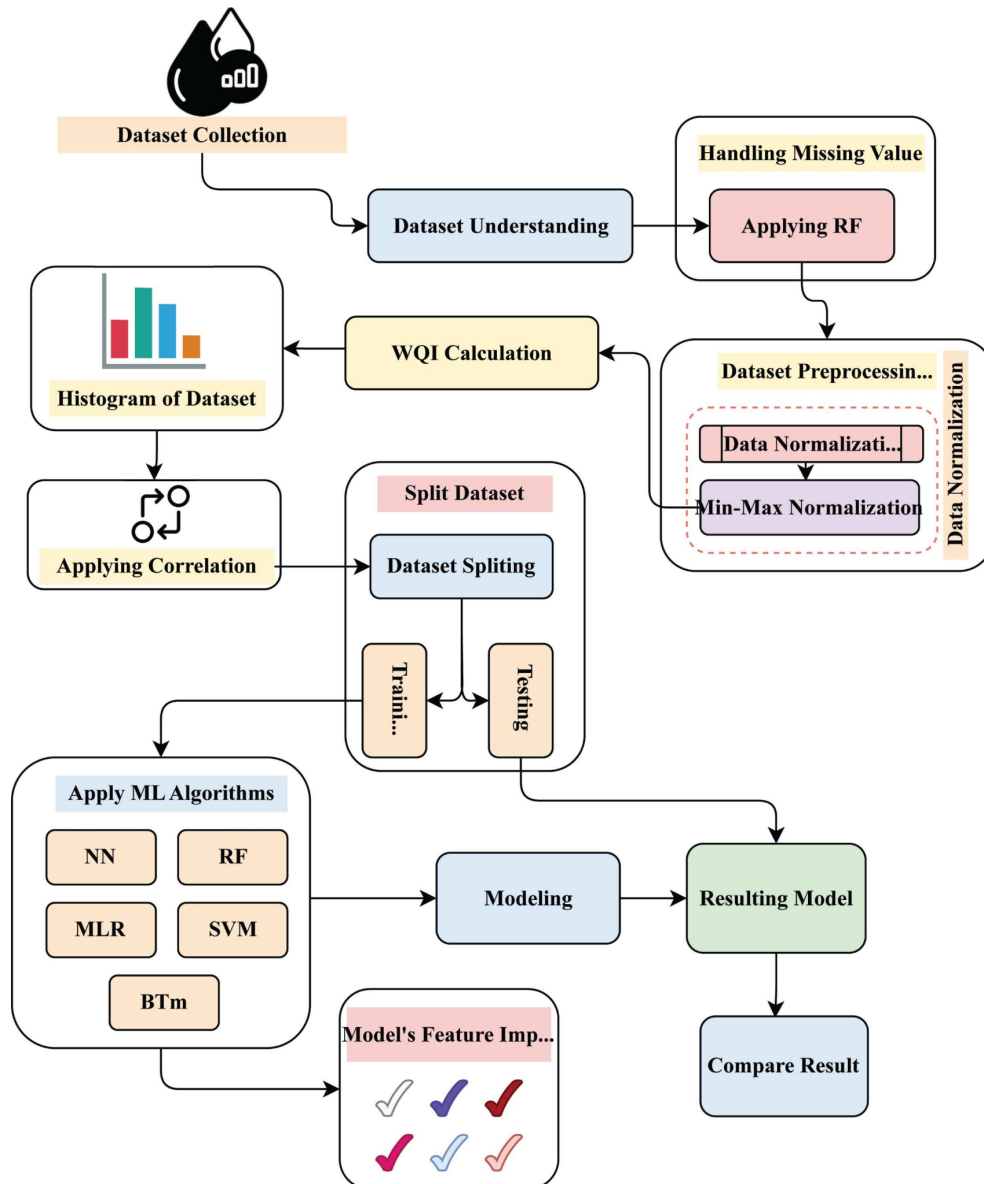 Dataset Collection
Handling Missing Value
Dataset Understanding
Applying RF
WQI Calculation
Histogram of Dataset
Dataset Preprocessin...
Data Normalizati...
Min-Max Normalization
Data Normalization
Split Dataset
Applying Correlation
Dataset Spliting
Traini...
Testing
Apply ML Algorithms
NN
RF
MLR
SVM
BTm
Modeling
Resulting Model
Model's Feature Imp...
Compare Result